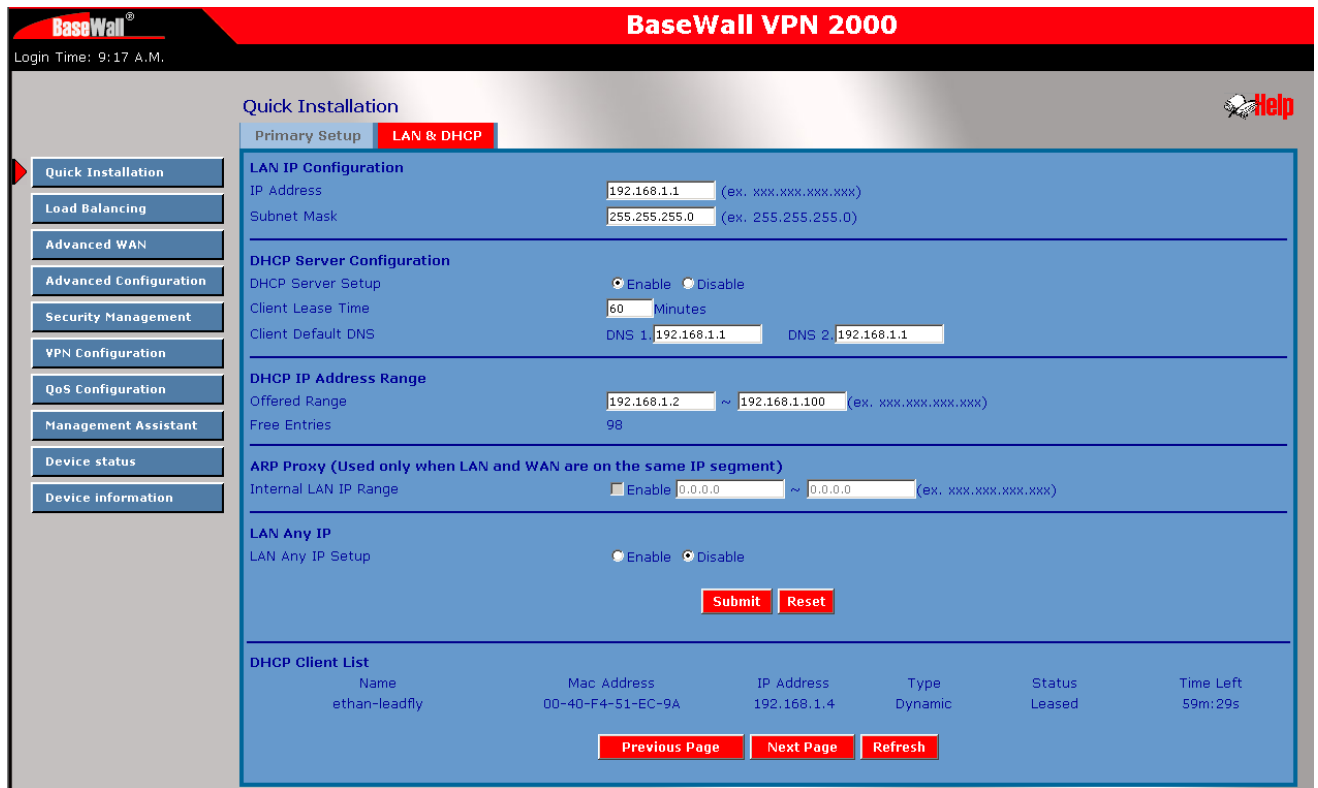 BaseWall®
BaseWall VPN 2000
Login Time: 9:17 A.M.
Quick Installation
Help
Primary Setup LAN & DHCP
Quick Installation
Load Balancing
Advanced WAN
Advanced Configuration
Security Management
VPN Configuration
QoS Configuration
Management Assistant
Device status
Device information
LAN IP Configuration
IP Address 192.168.1.1 (ex. xxx.xxx.xxx.xxx)
Subnet Mask 255.255.255.0 (ex. 255.255.255.0)
DHCP Server Configuration
DHCP Server Setup Enable Disable
Client Lease Time 60 Minutes
Client Default DNS DNS 1. 192.168.1.1 DNS 2. 192.168.1.1
DHCP IP Address Range
Offered Range 192.168.1.2 ~ 192.168.1.100 (ex. xxx.xxx.xxx.xxx)
Free Entries 98
ARP Proxy (Used only when LAN and WAN are on the same IP segment)
Internal LAN IP Range Enable 0.0.0.0 ~ 0.0.0.0 (ex. xxx.xxx.xxx.xxx)
LAN Any IP
LAN Any IP Setup Enable Disable
Submit Reset
DHCP Client List
Name Mac Address IP Address Type Status Time Left
ethan-leadfly 00-40-F4-51-EC-9A 192.168.1.4 Dynamic Leased 59m:29s
Previous Page Next Page Refresh